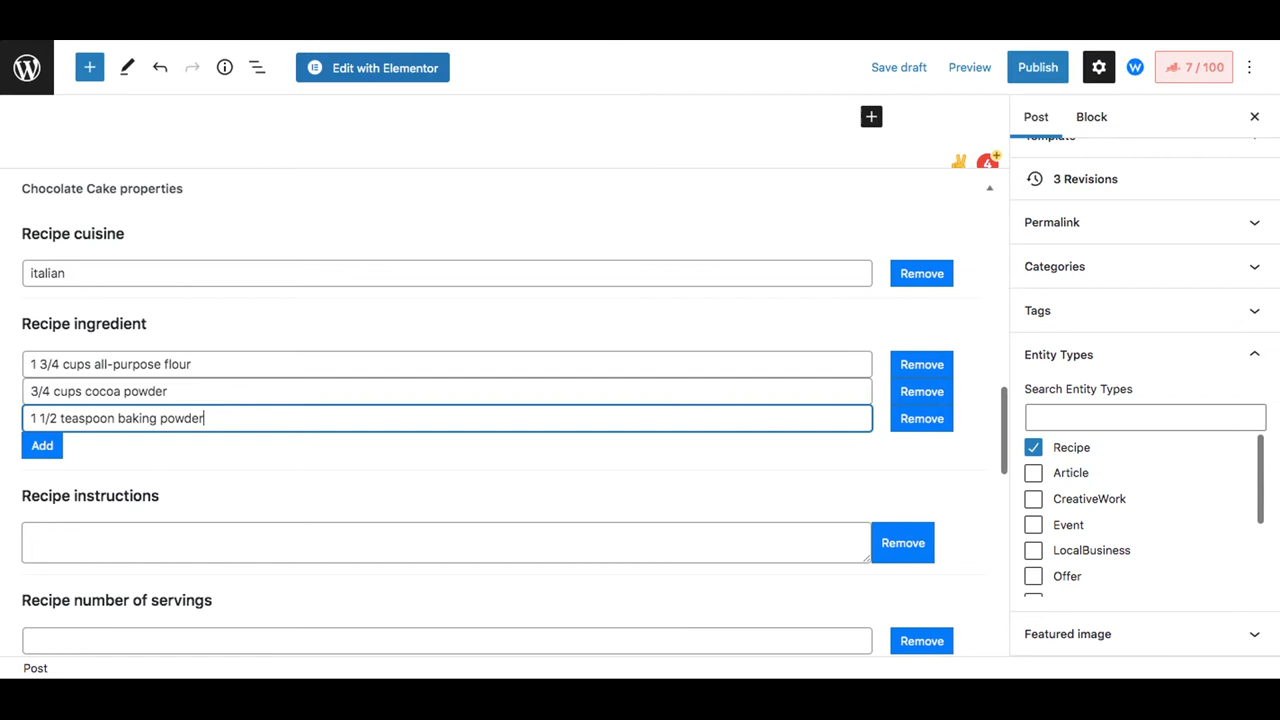 Edit with Elementor
Save draft
Preview
Publish
7 / 100
Post
Block
4
Chocolate Cake properties
3 Revisions
Recipe cuisine
Permalink
italian
Remove
Categories
Recipe ingredient
Tags
1 3/4 cups all-purpose flour
Remove
Entity Types
3/4 cups cocoa powder
Remove
Search Entity Types
1 1/2 teaspoon baking powder
Remove
Add
Recipe
Article
Recipe instructions
CreativeWork
Event
Remove
LocalBusiness
Offer
Recipe number of servings
Featured image
Remove
Post